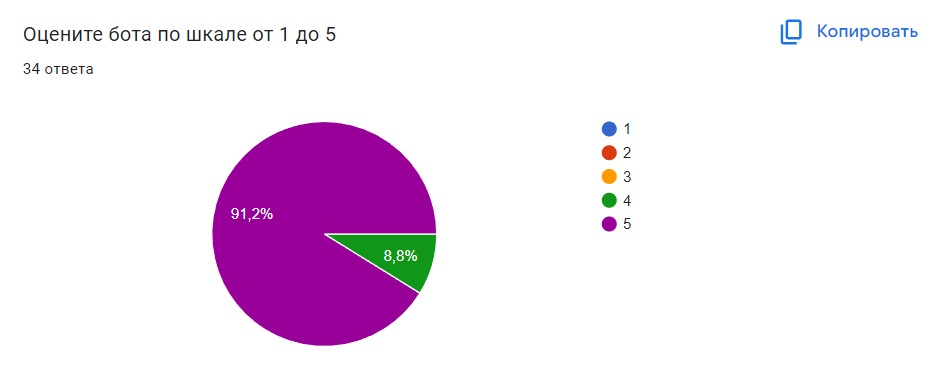 Оцените бота по шкале от 1 до 5
Копировать
34 ответа
91,2%
8,8%
1
2
3
4
5